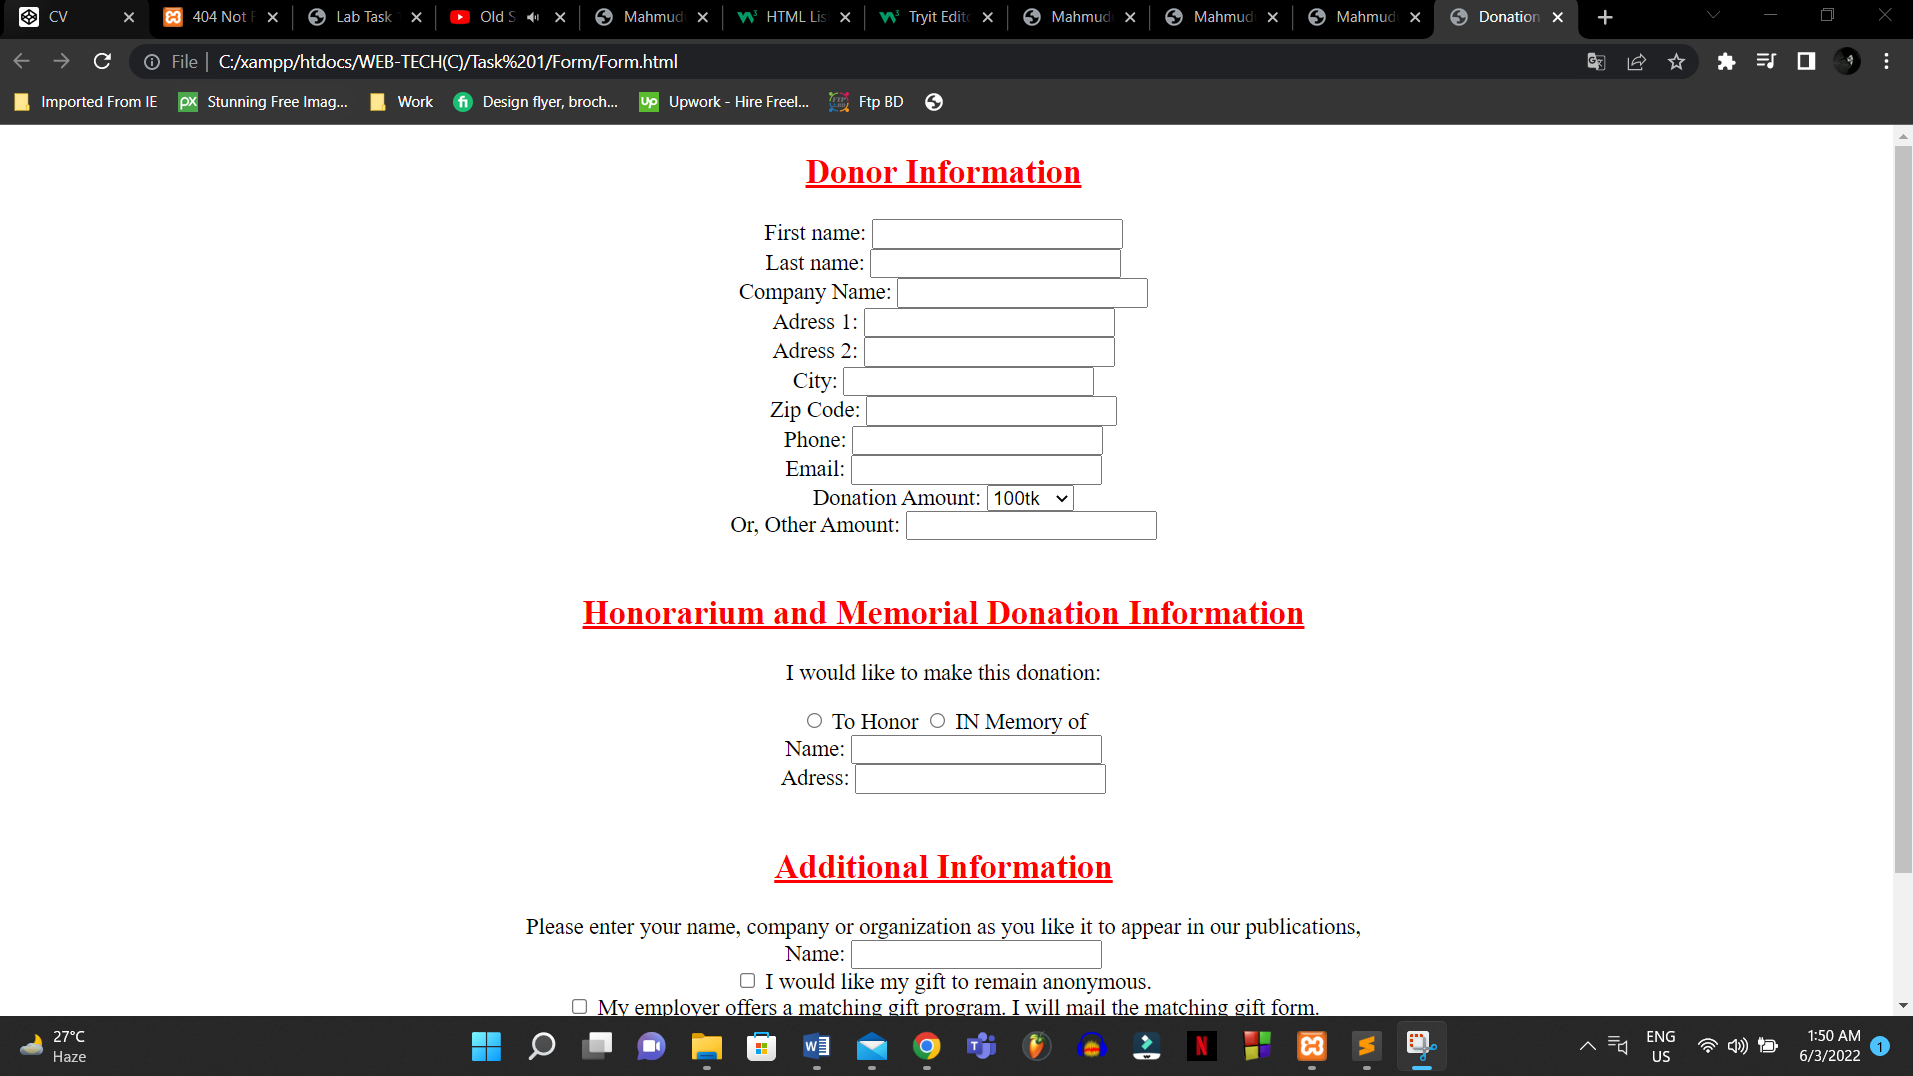 CV
404 Not F
Lab Task
Old S
Mahmud
HTML Lis
Tryit Edit
Mahmud
Mahmud
Mahmud
Donation
File
C:/xampp/htdocs/WEB-TECH(C)/Task%201/Form/Form.html
Imported From IE
Stunning Free Imag...
Work
Design flyer, broch...
Upwork - Hire Freel...
Ftp BD
Donor Information
First name:
Last name:
Company Name:
Adress 1:
Adress 2:
City:
Zip Code:
Phone:
Email:
Donation Amount: 100tk
Or, Other Amount:
Honorarium and Memorial Donation Information
I would like to make this donation:
To Honor IN Memory of
Name:
Adress:
Additional Information
Please enter your name, company or organization as you like it to appear in our publications,
Name:
I would like my gift to remain anonymous.
My employer offers a matching gift program. I will mail the matching gift form.
27°C
Haze
ENG
US
1:50 AM
6/3/2022
1